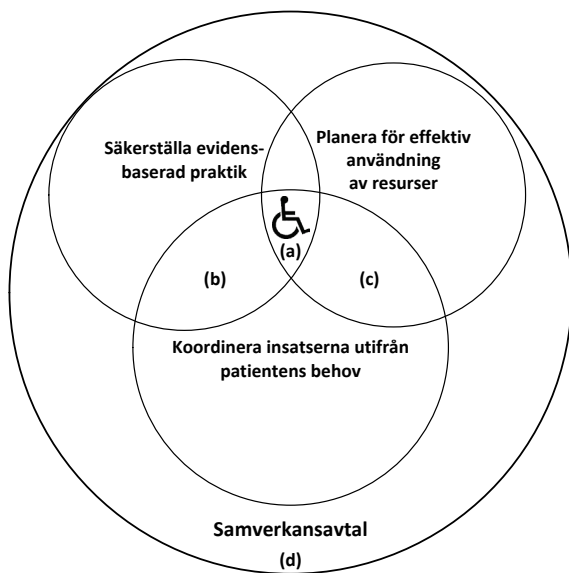 Säkerställa evidens-
baserad praktik
Planera för effektiv
användning
av resurser
(a)
(b)
(c)
Koordinera insatserna utifrån
patientens behov
Samverkansavtal
(d)